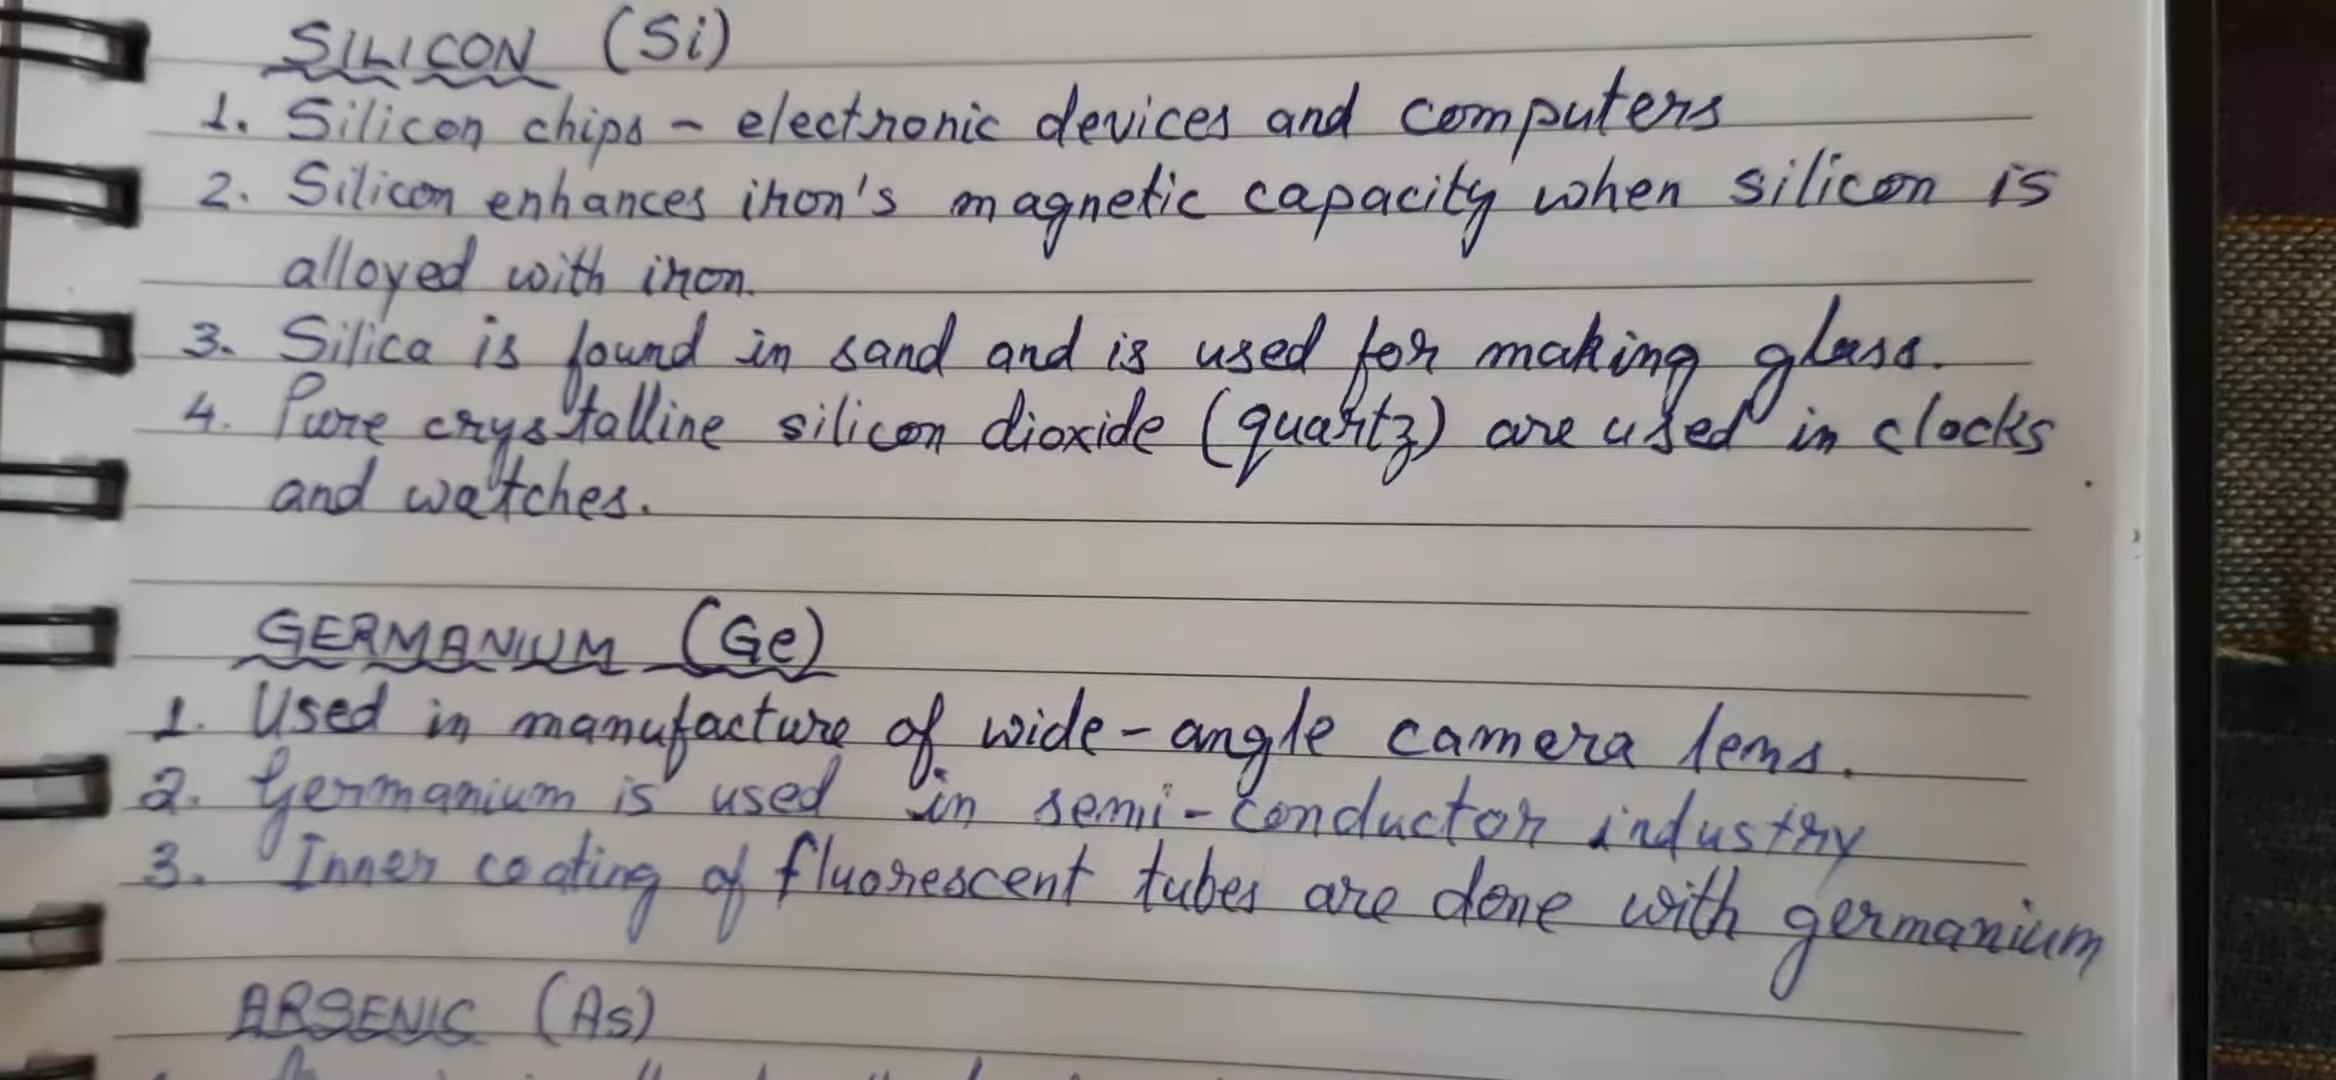 SILICON (Si)
1. Silicon chips - electronic devices and computers
2. Silicon enhances iron's magnetic capacity when silicon is
alloyed with iron.
3. Silica is found in sand and is used for making glass.
4. Pure crystalline silicon dioxide (quartz) are used in clocks
and watches.
GERMANIUM (Ge)
1. Used in manufacture of wide-angle camera lens.
2. Germanium is used in semi-conductor industry
3. Inner coating of fluorescent tubes are done with germanium
ARSENIC (As)